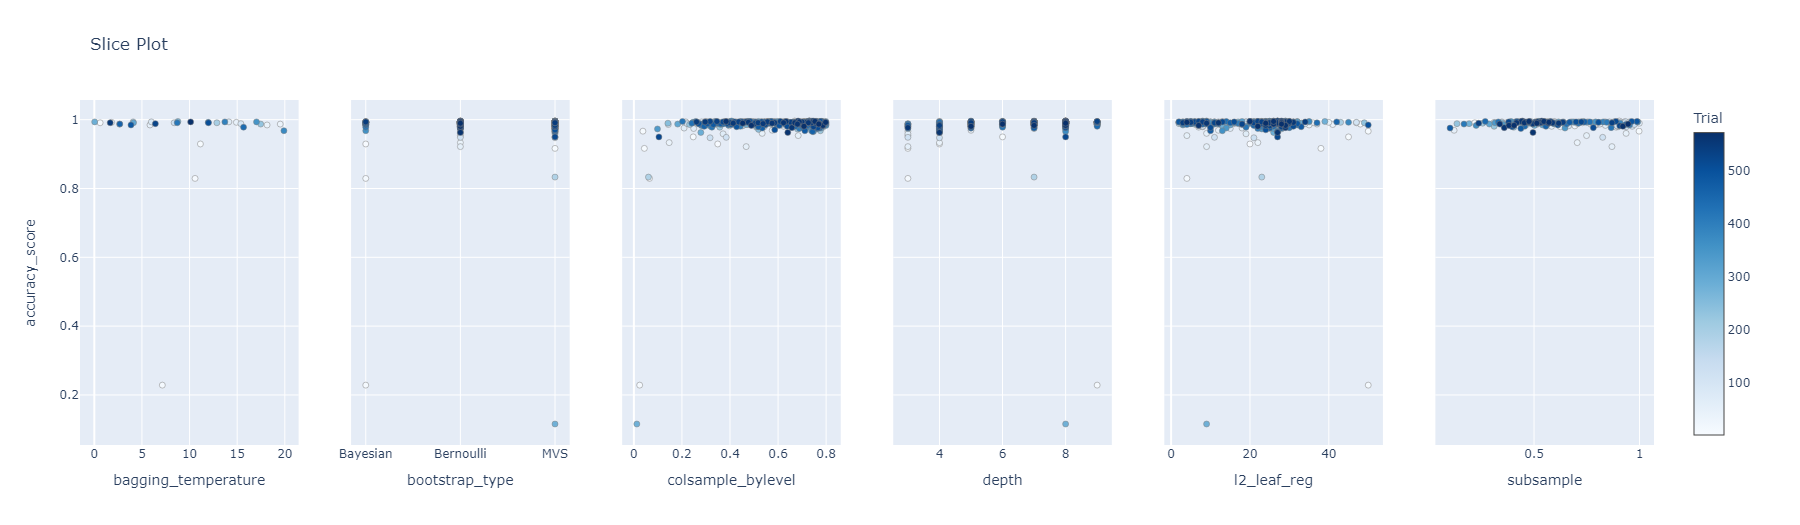 Slice Plot
accuracy_score
1
0.8
0.6
0.4
0.2
0 5 10 15 20
bagging_temperature
Bayesian Bernoulli MVS
bootstrap_type
0 0.2 0.4 0.6 0.8
colsample_bylevel
4 6 8
depth
0 20 40
l2_leaf_reg
0.5 1
subsample
Trial
500
400
300
200
100